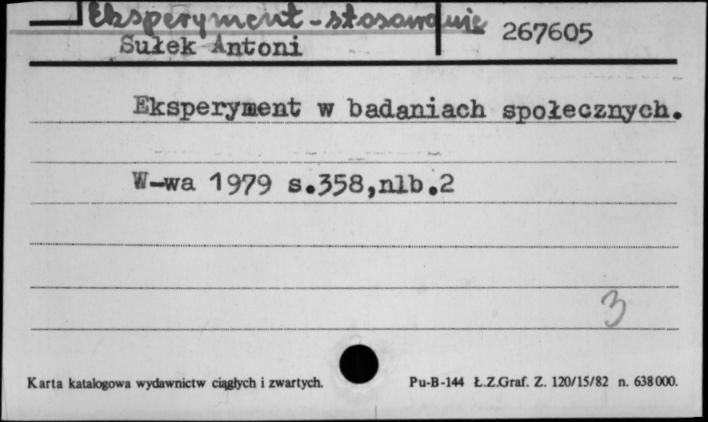 Eksperyment - stosowanie
Sułek Antoni 267605
Eksperyment w badaniach społecznych.
W-wa 1979 s.358,nlb.2
3
Karta katalogowa wydawnictw ciągłych i zwartych. Pu-B-144 Ł.Z.Graf. Z. 120/15/82 n. 638000.